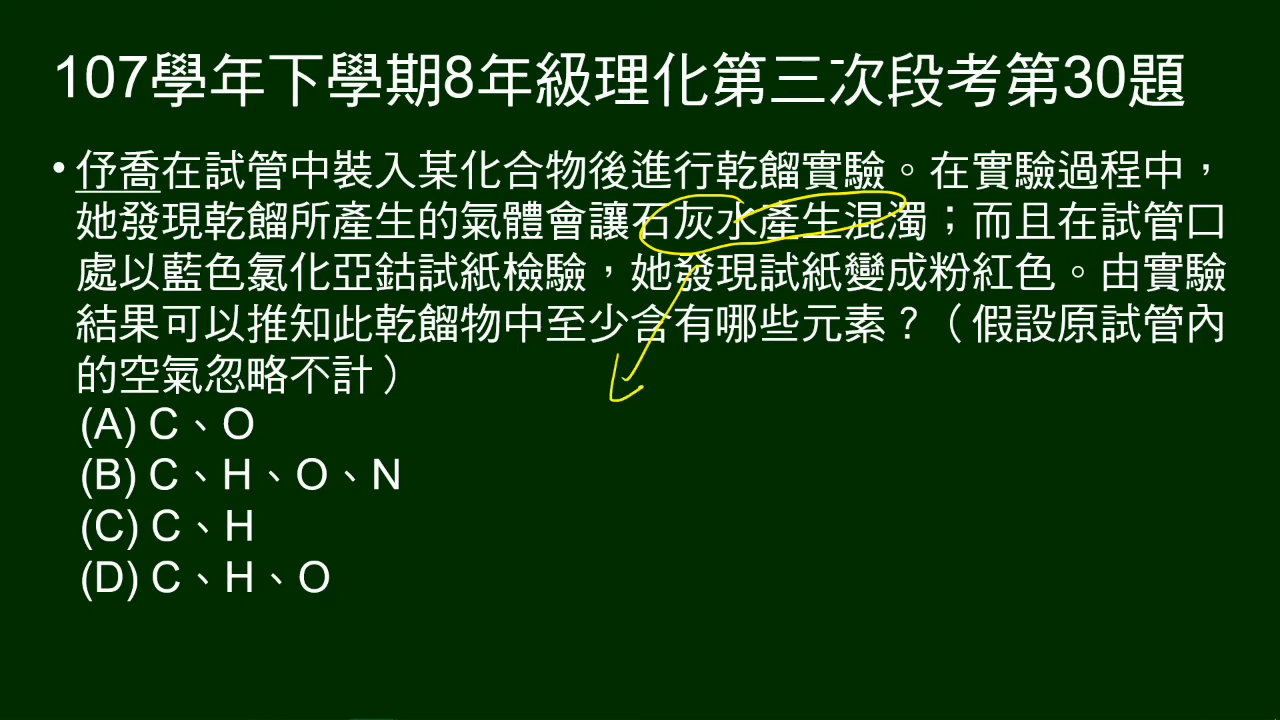 107學年下學期8年級理化第三次段考第30題
• 伃喬在試管中裝入某化合物後進行乾餾實驗。在實驗過程中，
她發現乾餾所產生的氣體會讓石灰水產生混濁；而且在試管口
處以藍色氯化亞鈷試紙檢驗，她發現試紙變成粉紅色。由實驗
結果可以推知此乾餾物中至少含有哪些元素？（假設原試管內
的空氣忽略不計）
(A) C、O
(B) C、H、O、N
(C) C、H
(D) C、H、O